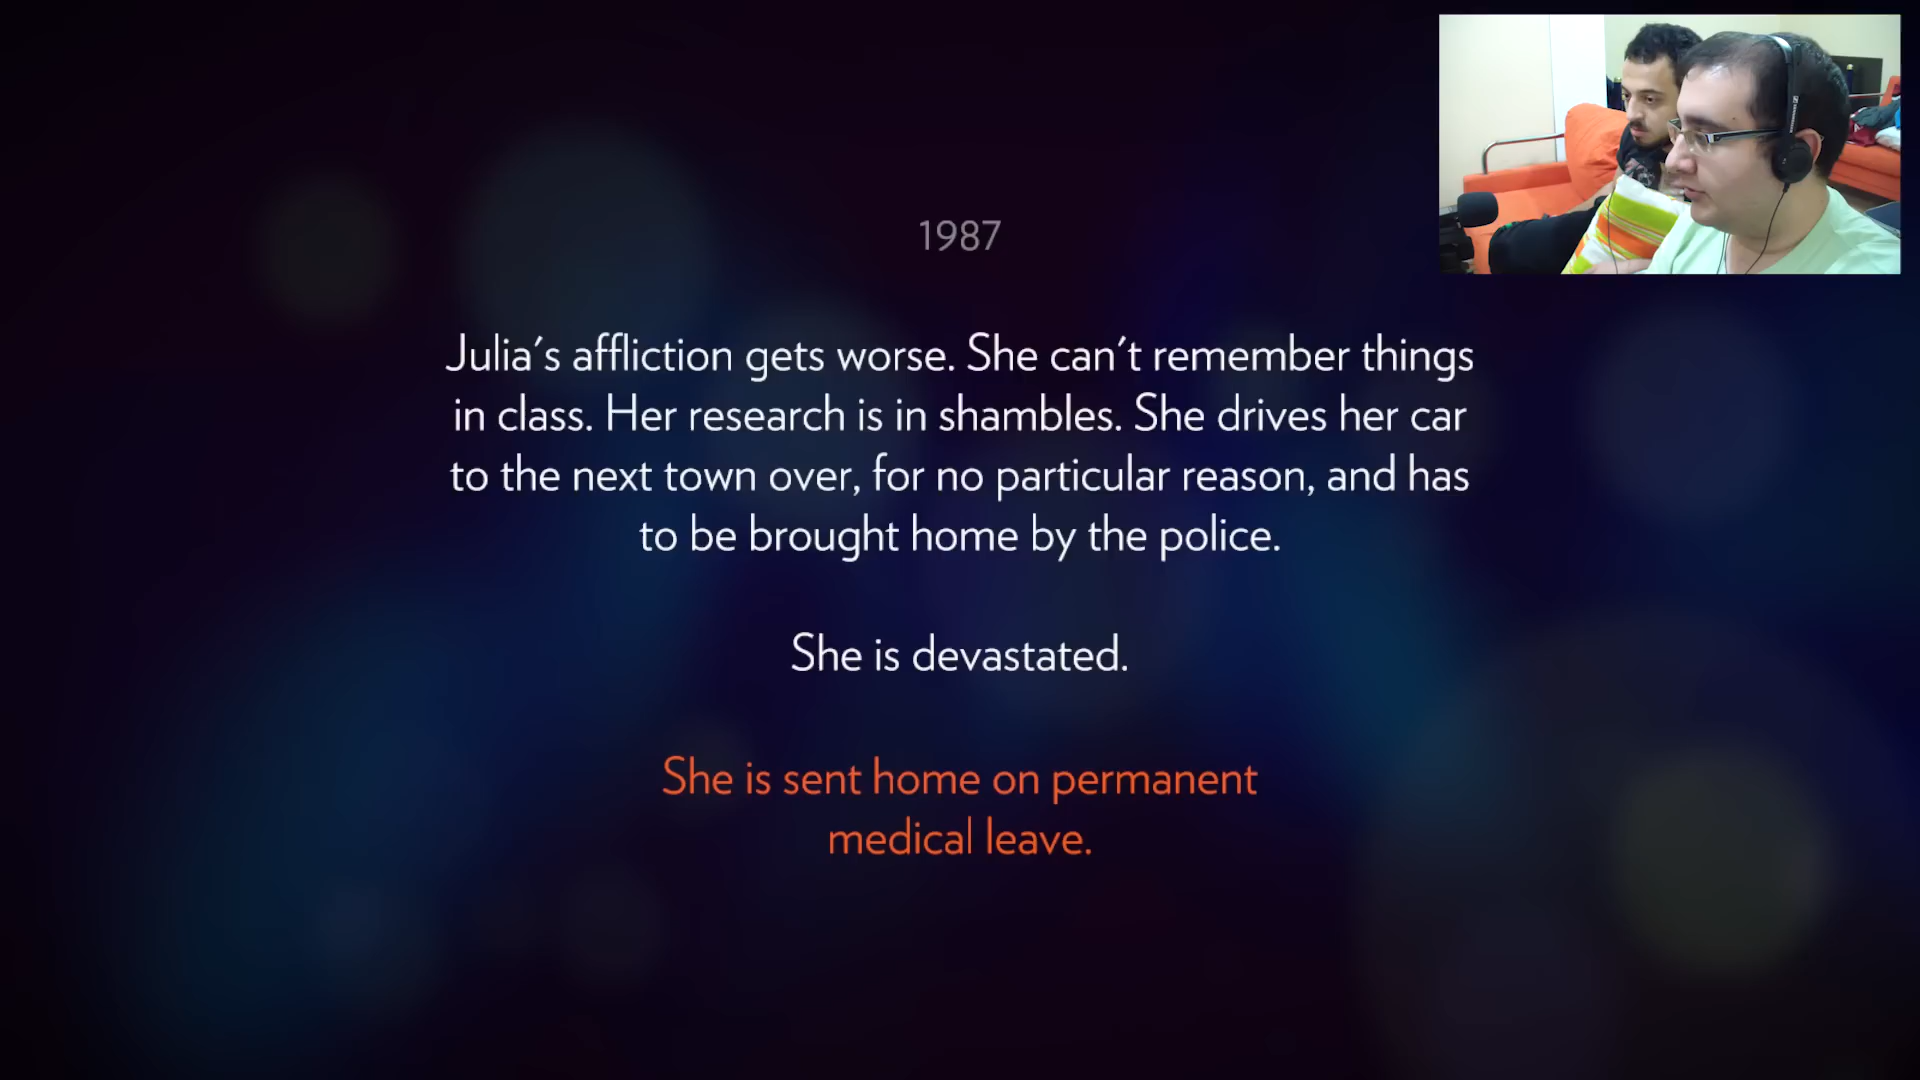 1987
Julia's affliction gets worse. She can't remember things
in class. Her research is in shambles. She drives her car
to the next town over, for no particular reason, and has
to be brought home by the police.
She is devastated.
She is sent home on permanent
medical leave.